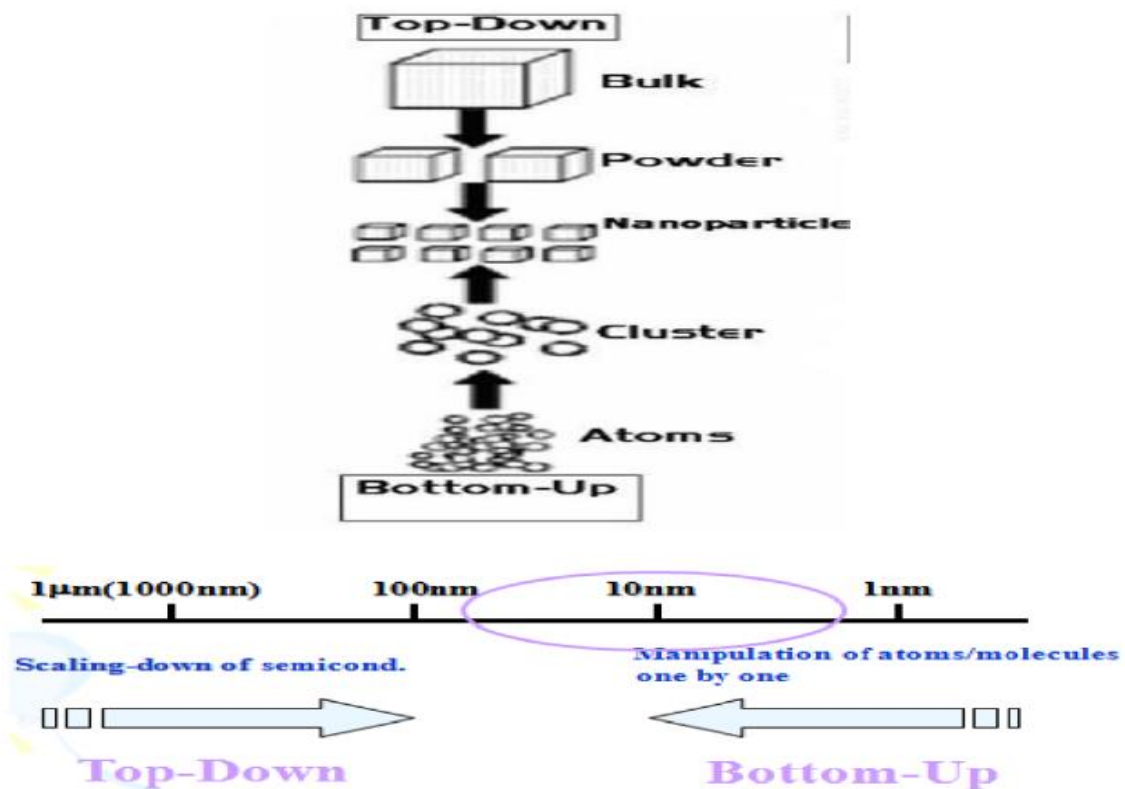 Top-Down
Bulk
Powder
Nanoparticle
Cluster
Atoms
Bottom-Up
1μm(1000nm) 100nm 10nm 1nm
Scaling-down of semicond.
Manipulation of atoms/molecules
one by one
Top-Down Bottom-Up